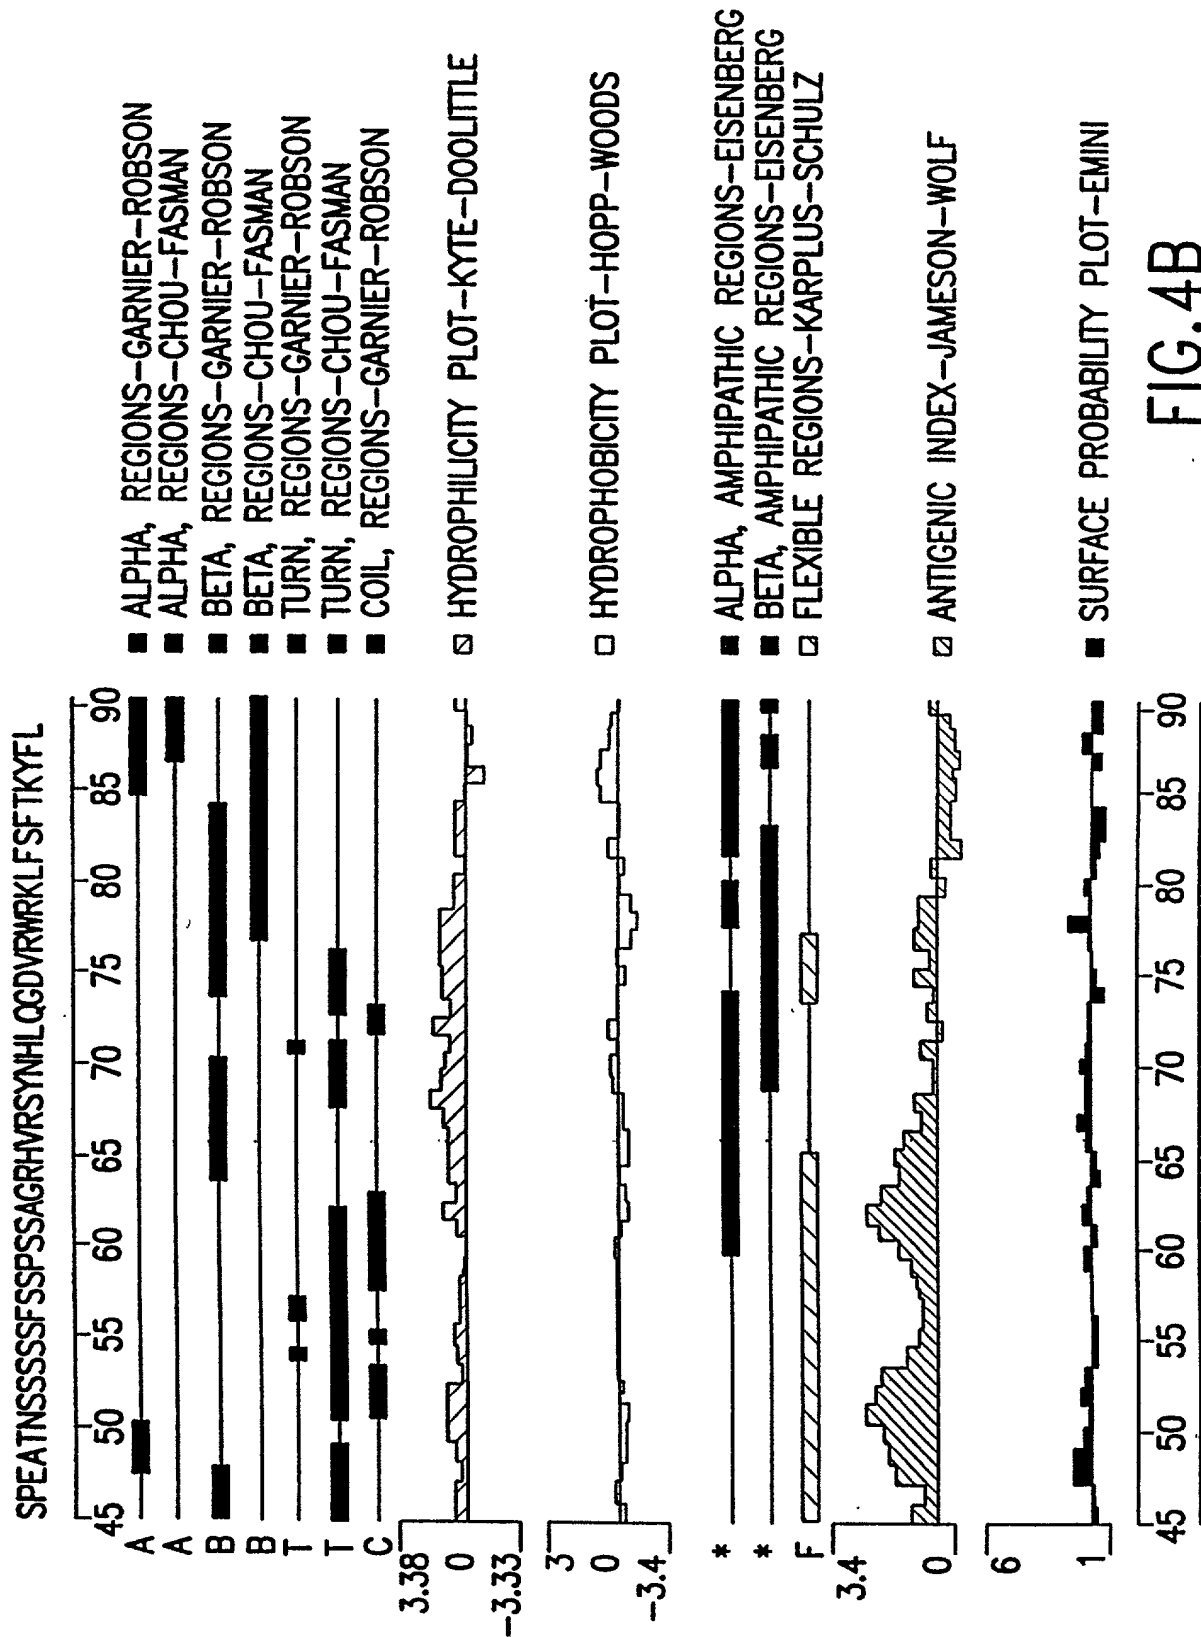 SPEATNSSSSSFSSPSSAGRHVRSYNHLQGDVRWRKLFSFTKYFL
45 50 55 60 65 70 75 80 85 90
A ALPHA, REGIONS-GARNIER-ROBSON
A ALPHA, REGIONS-CHOU-FASMAN
B BETA, REGIONS-GARNIER-ROBSON
B BETA, REGIONS-CHOU-FASMAN
T TURN, REGIONS-GARNIER-ROBSON
T TURN, REGIONS-CHOU-FASMAN
C COIL, REGIONS-GARNIER-ROBSON
3.38
0 HYDROPHILICITY PLOT-KYTE-DOOLITTLE
-3.33
3
0 HYDROPHOBICITY PLOT-HOPP-WOODS
-3.4
* ALPHA, AMPHIPATHIC REGIONS-EISENBERG
* BETA, AMPHIPATHIC REGIONS-EISENBERG
F FLEXIBLE REGIONS-KARPLUS-SCHULZ
3.4
0 ANTIGENIC INDEX-JAMESON-WOLF
6
1 SURFACE PROBABILITY PLOT-EMINI
45 50 55 60 65 70 75 80 85 90
FIG.4B